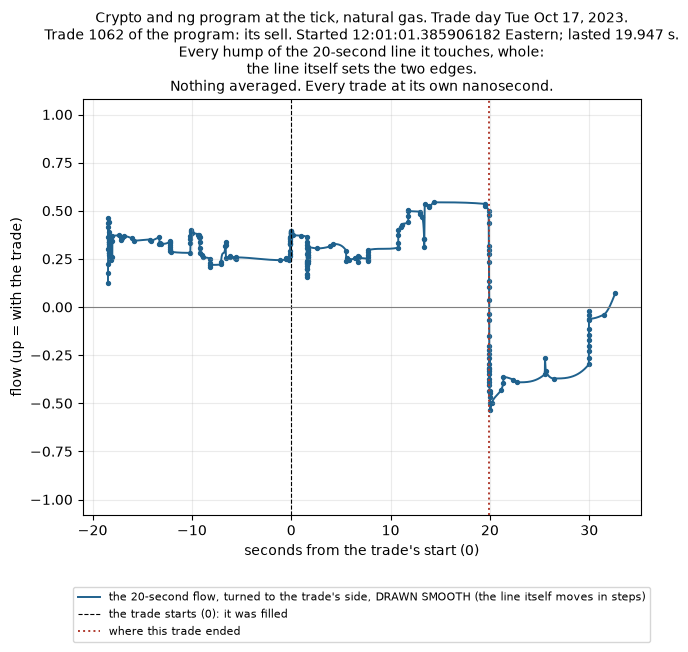 Crypto and ng program at the tick, natural gas. Trade day Tue Oct 17, 2023.
Trade 1062 of the program: its sell. Started 12:01:01.385906182 Eastern; lasted 19.947 s.
Every hump of the 20-second line it touches, whole:
the line itself sets the two edges.
Nothing averaged. Every trade at its own nanosecond.
1.00
0.75
0.50
0.25
0.00
−0.25
−0.50
−0.75
−1.00
flow (up = with the trade)
−20
−10
0
10
20
30
seconds from the trade's start (0)
the 20-second flow, turned to the trade's side, DRAWN SMOOTH (the line itself moves in steps)
the trade starts (0): it was filled
where this trade ended